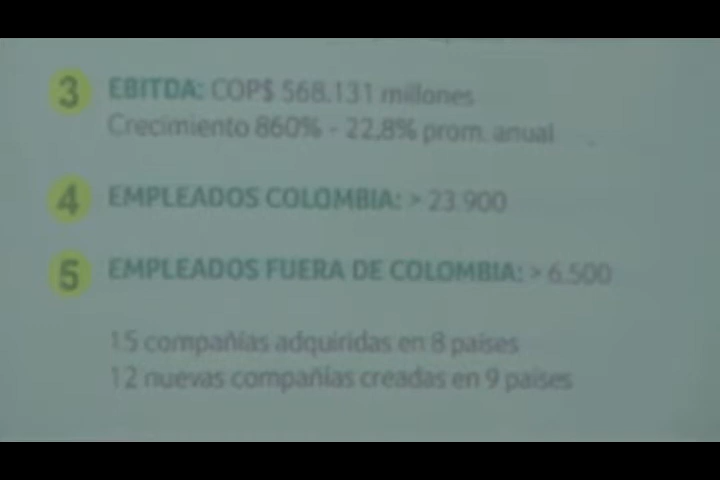 3 EBITDA: COP$ 568.131 millones
Crecimiento 860% - 22,8% prom. anual
4 EMPLEADOS COLOMBIA: > 23.900
5 EMPLEADOS FUERA DE COLOMBIA: > 6.500
15 compañías adquiridas en 8 países
12 nuevas compañías creadas en 9 países